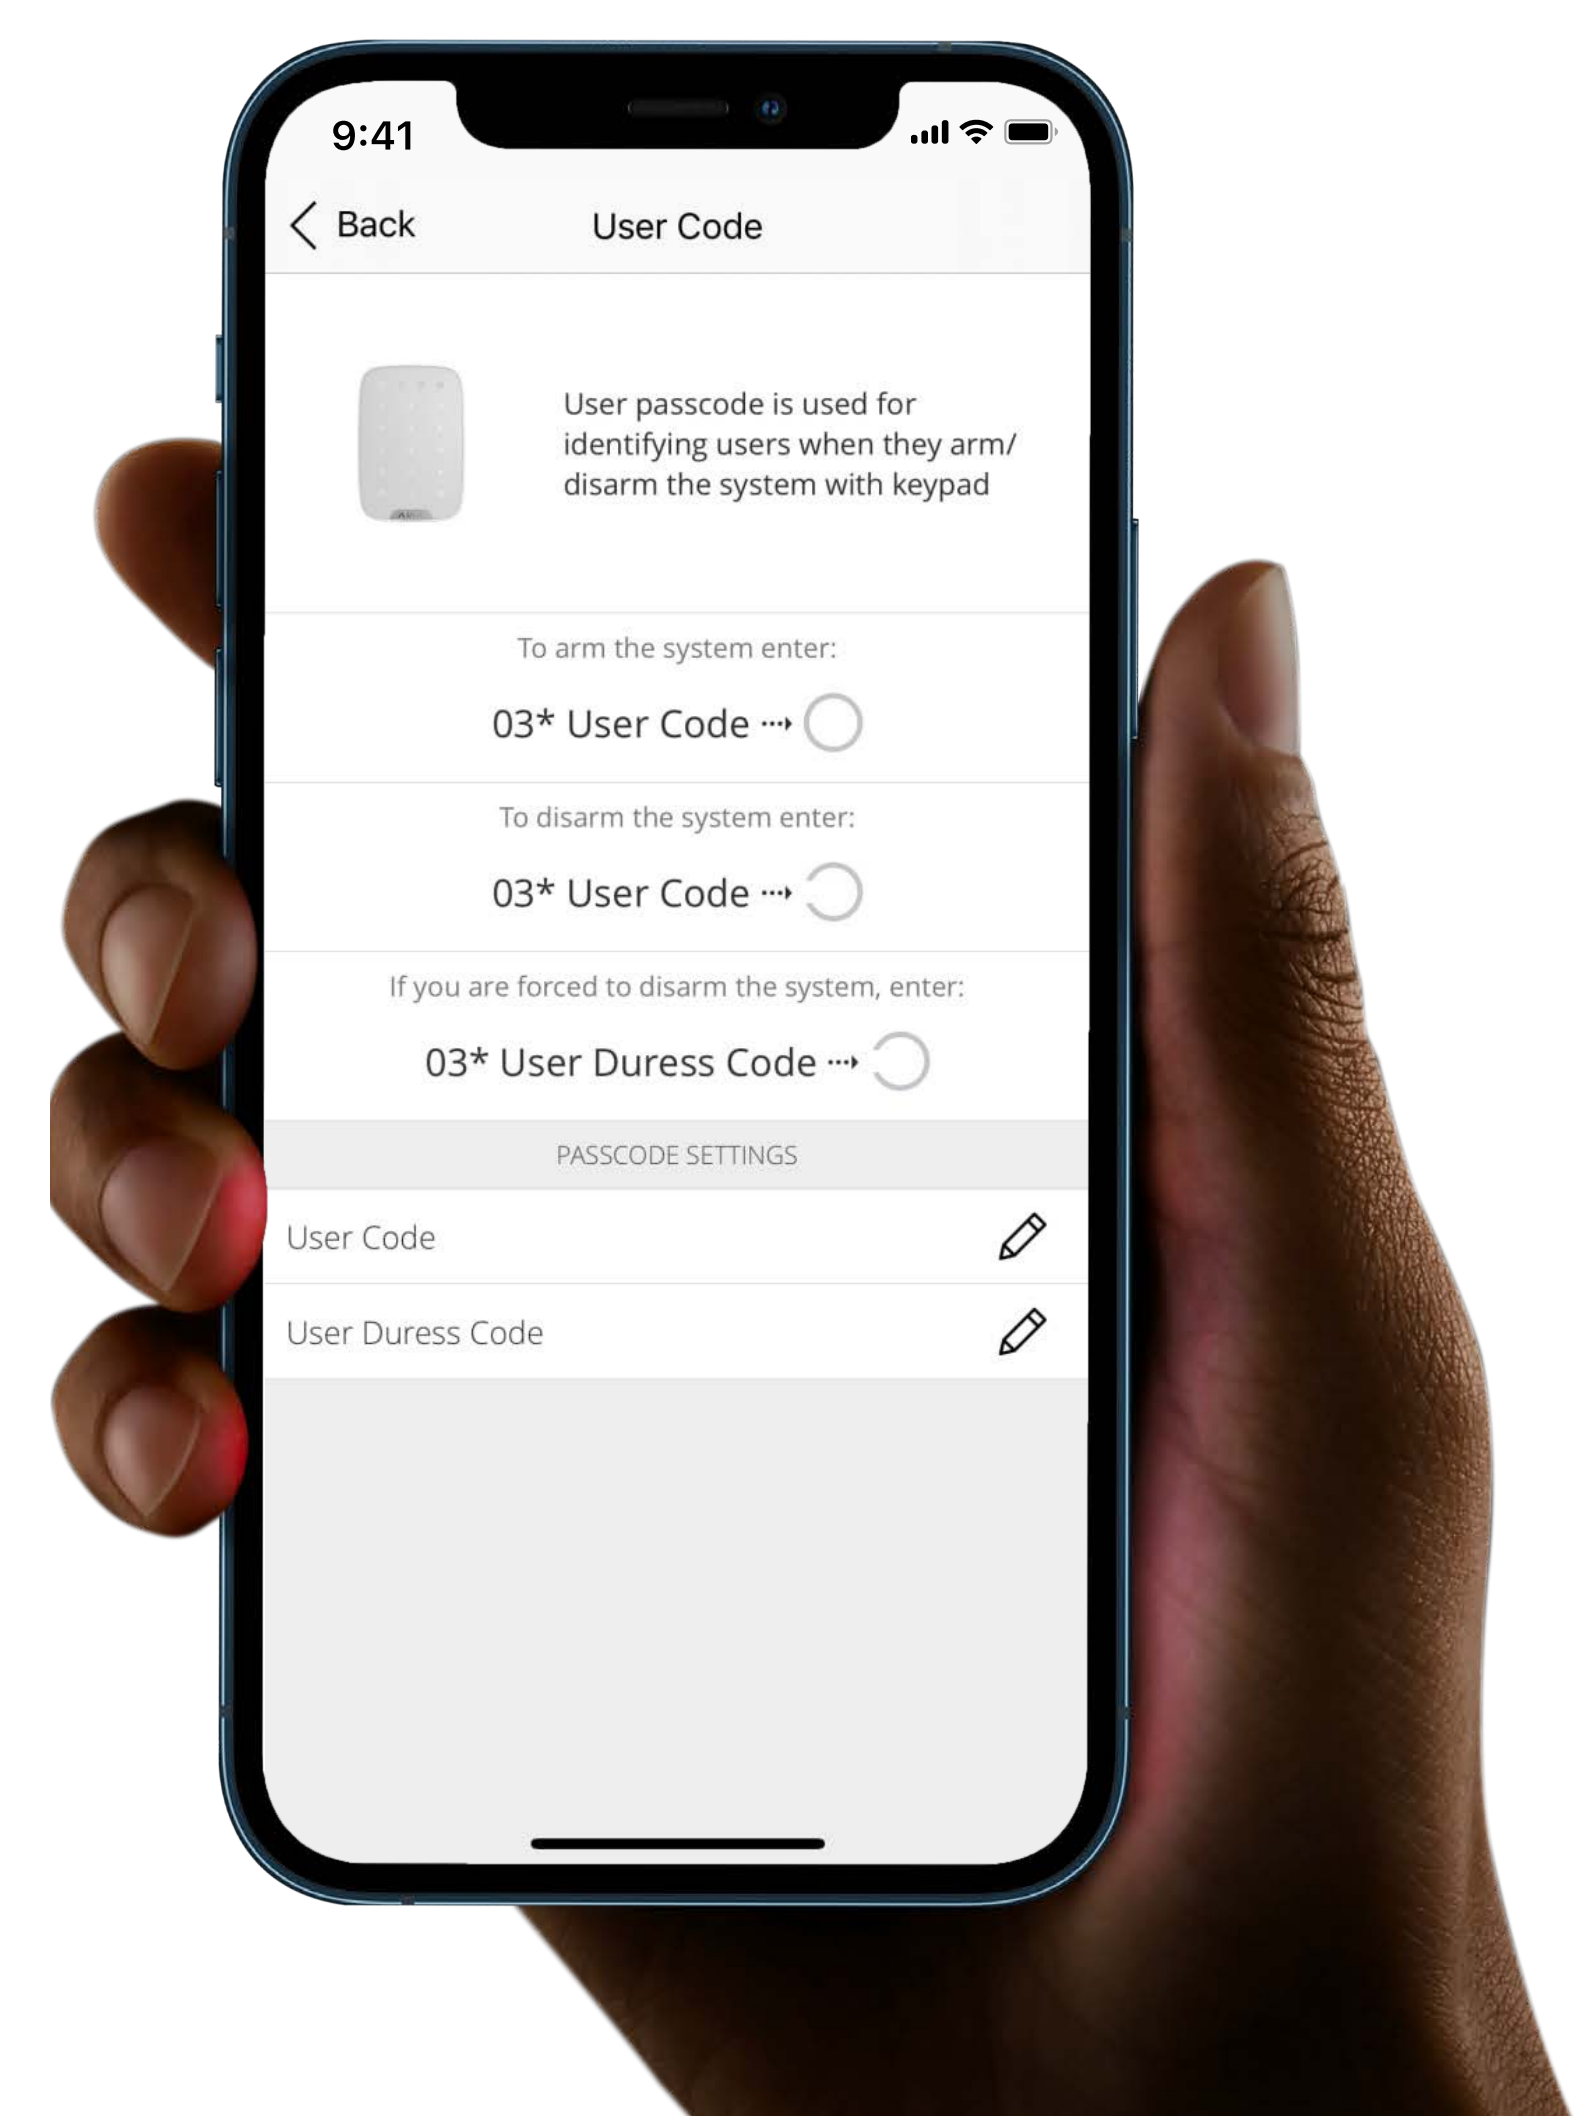 9:41
Back
User Code
User passcode is used for
identifying users when they arm/
disarm the system with keypad
To arm the system enter:
03* User Code
To disarm the system enter:
03* User Code
If you are forced to disarm the system, enter:
03* User Duress Code
PASSCODE SETTINGS
User Code
User Duress Code